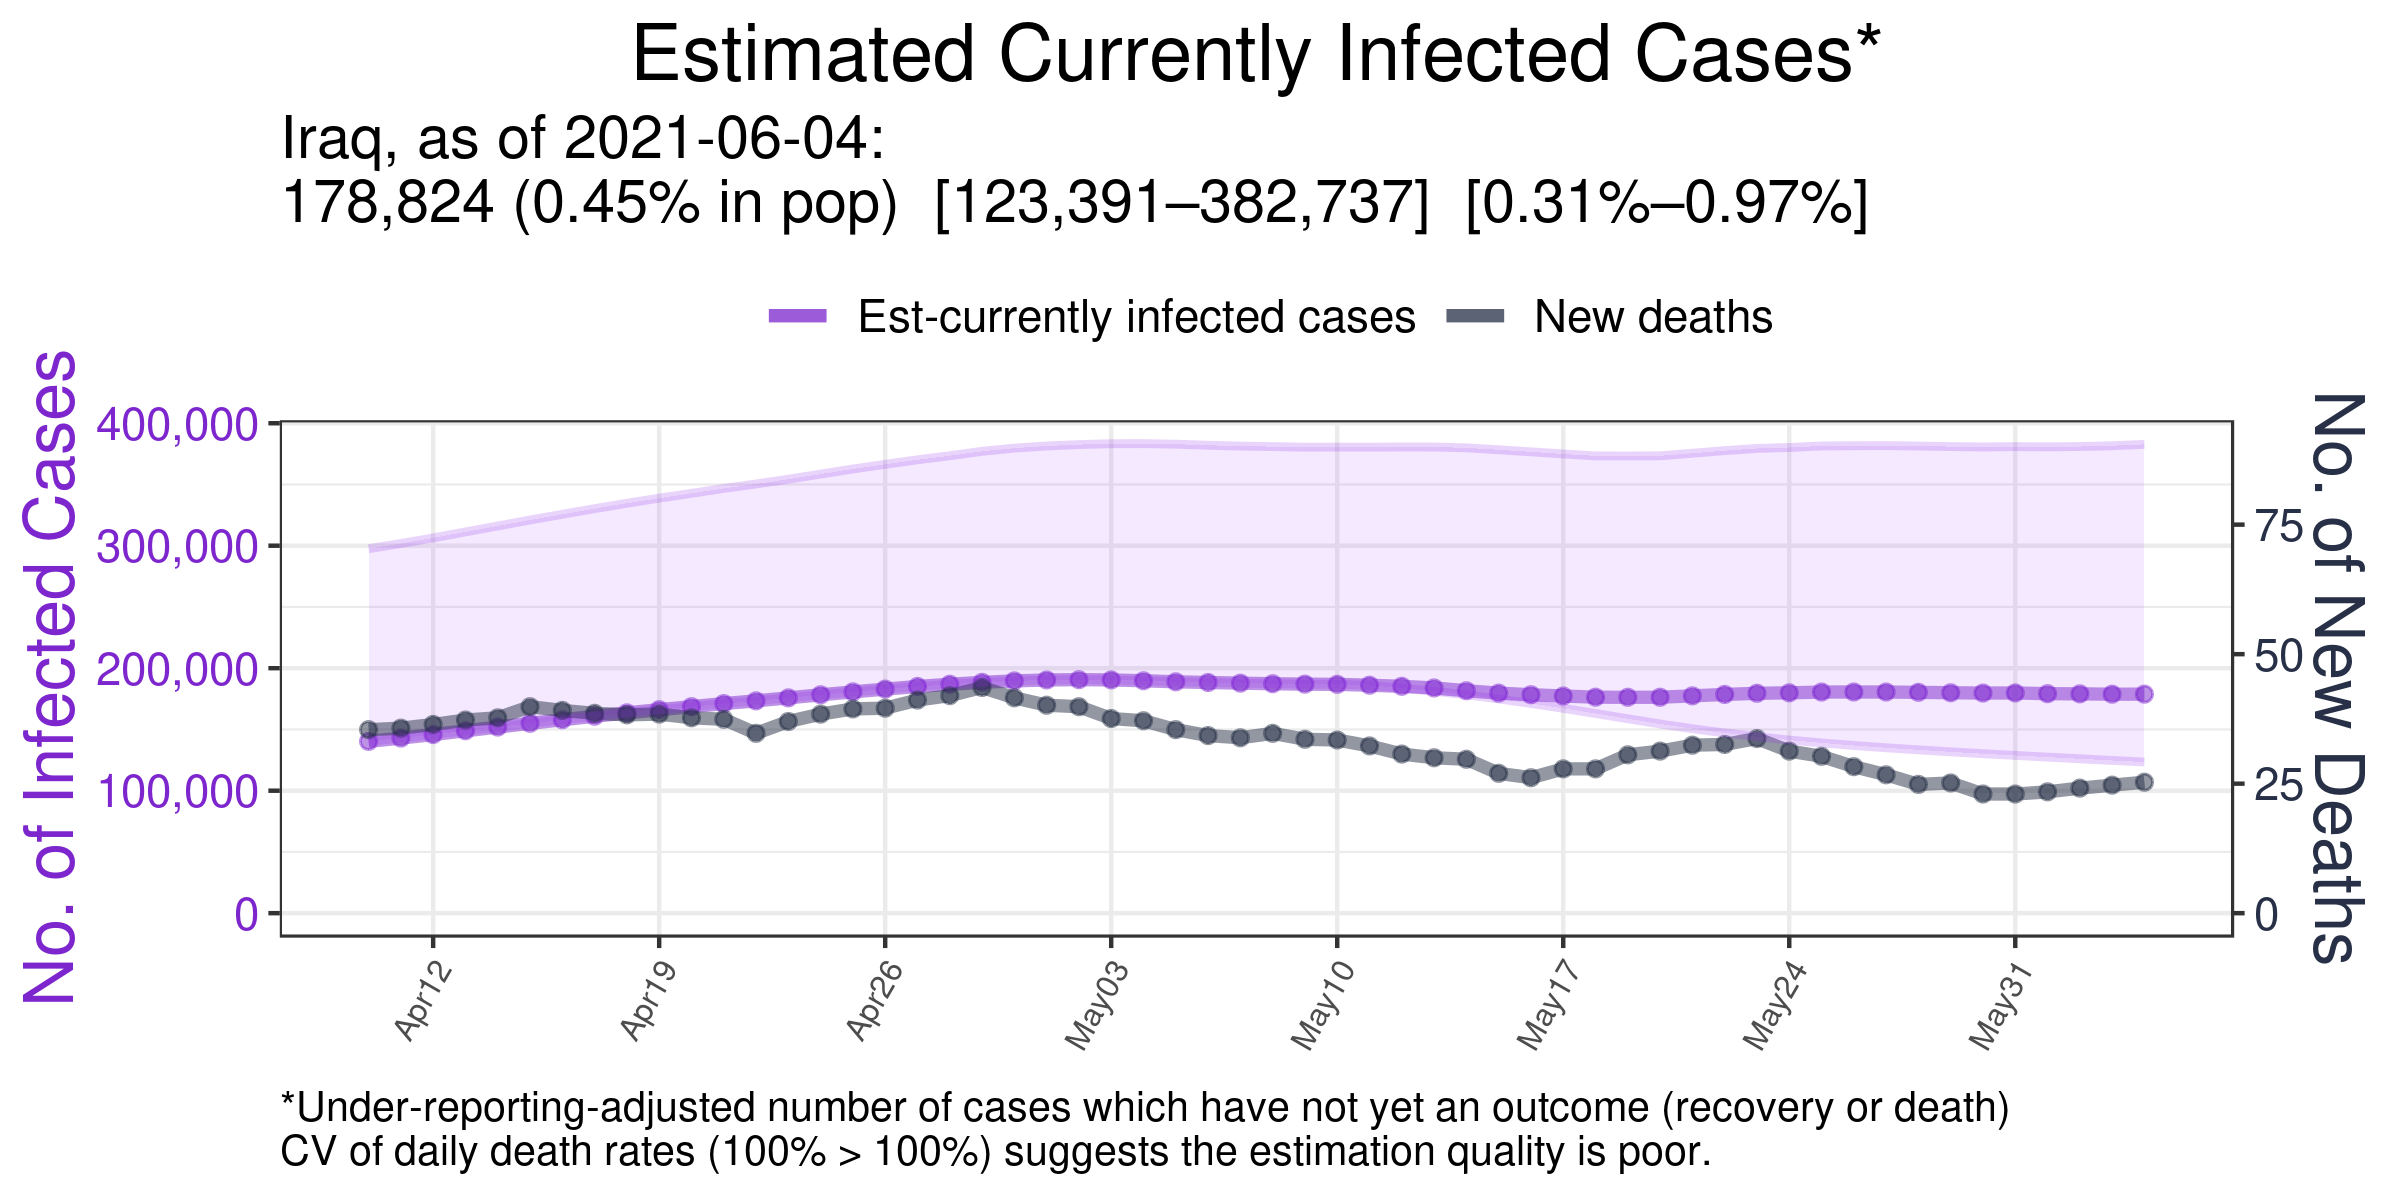 Estimated Currently Infected Cases*
Iraq, as of 2021-06-04:
178,824 (0.45% in pop)  [123,391–382,737]  [0.31%–0.97%]
Est-currently infected cases
New deaths
No. of Infected Cases
400,000
300,000
200,000
100,000
0
No. of New Deaths
75
50
25
0
Apr12
Apr19
Apr26
May03
May10
May17
May24
May31
*Under-reporting-adjusted number of cases which have not yet an outcome (recovery or death)
CV of daily death rates (100% > 100%) suggests the estimation quality is poor.